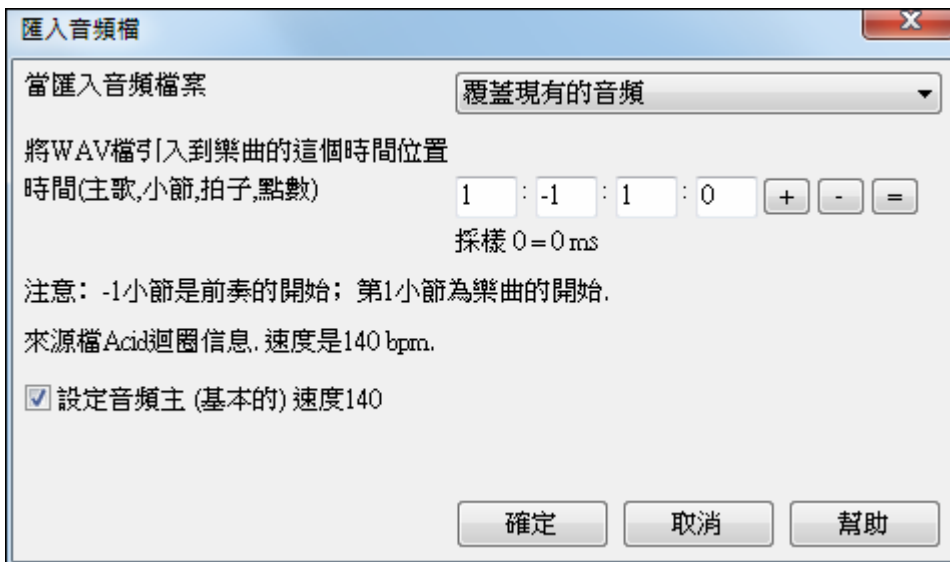 匯入音頻檔
當匯入音頻檔案 覆蓋現有的音頻
將WAV檔引入到樂曲的這個時間位置
時間(主歌,小節,拍子,點數) 1 : -1 : 1 : 0 + - =
採樣 0 = 0 ms
注意: -1小節是前奏的開始; 第1小節為樂曲的開始.
來源檔Acid迴圈信息. 速度是140 bpm.
設定音頻主 (基本的) 速度140
確定 取消 幫助